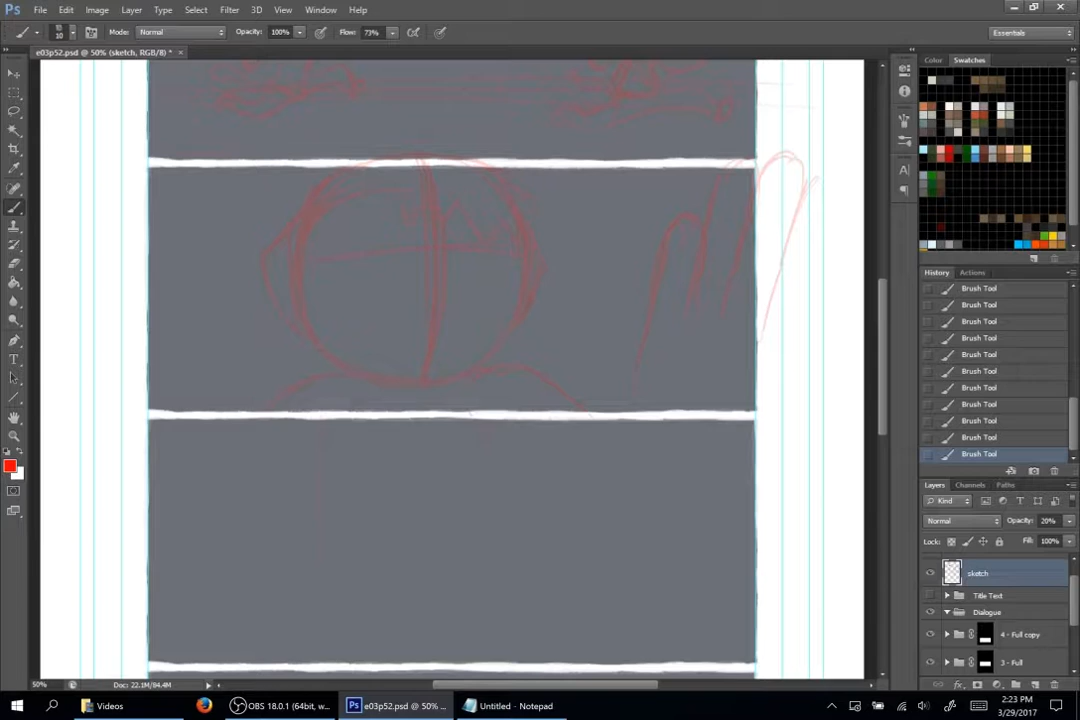 Ps File Edit Image Layer Type Select Filter 3D View Window Help
10 Mode: Normal Opacity: 100% Flow: 73% Essentials
e03p52.psd @ 50% (sketch, RGB/8) * ×
Color Swatches
History Actions
Brush Tool
Brush Tool
Brush Tool
Brush Tool
Brush Tool
Brush Tool
Brush Tool
Brush Tool
Brush Tool
Brush Tool
Brush Tool
Layers Channels Paths
Kind
Normal Opacity: 20%
Lock: Fill: 100%
sketch
Title Text
Dialogue
4 - Full copy
3 - Full
50% Doc: 22.1M/84.4M
Videos OBS 18.0.1 (64bit, w... e03p52.psd @ 50% ... Untitled - Notepad
2:23 PM
3/29/2017